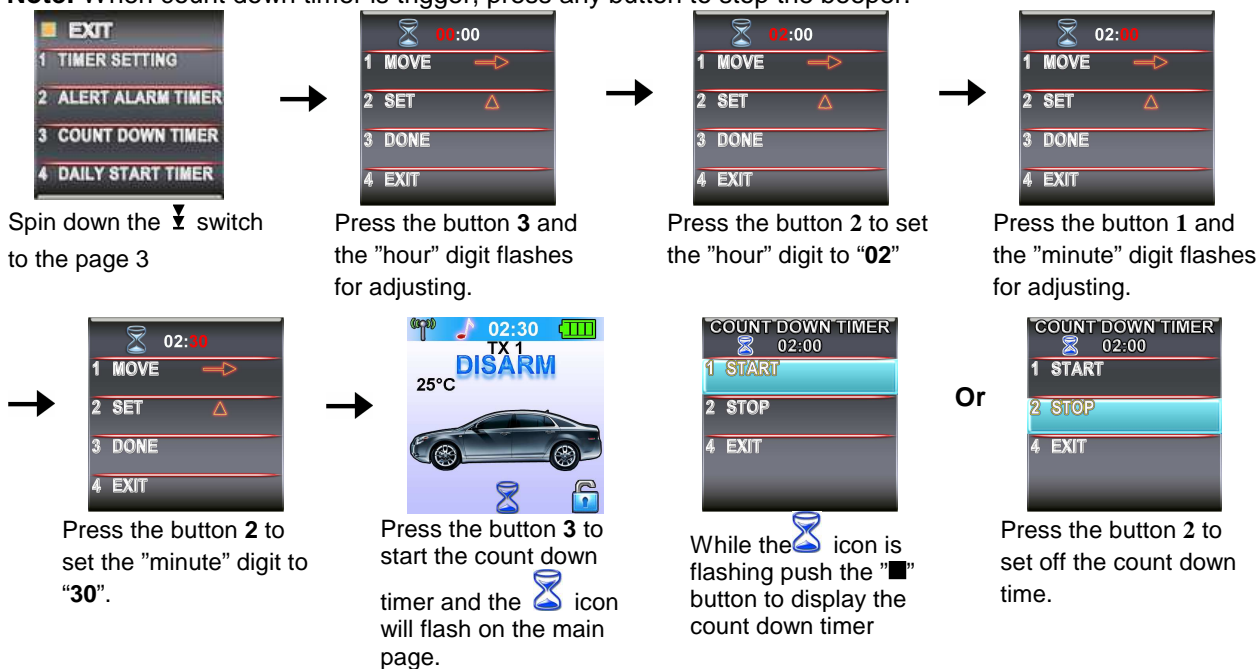 Note: When count down timer is trigger, press any button to stop the beeper.
EXIT
1 TIMER SETTING
2 ALERT ALARM TIMER
3 COUNT DOWN TIMER
4 DAILY START TIMER
Spin down the switch
to the page 3
00:00
1 MOVE
2 SET
3 DONE
4 EXIT
Press the button 3 and
the "hour" digit flashes
for adjusting.
02:00
1 MOVE
2 SET
3 DONE
4 EXIT
Press the button 2 to set
the "hour" digit to “02”
02:00
1 MOVE
2 SET
3 DONE
4 EXIT
Press the button 1 and
the "minute" digit flashes
for adjusting.
02:30
1 MOVE
2 SET
3 DONE
4 EXIT
Press the button 2 to
set the "minute" digit to
“30”.
02:30
TX 1
DISARM
25°C
Press the button 3 to
start the count down
timer and the icon
will flash on the main
page.
COUNT DOWN TIMER
02:00
1 START
2 STOP
4 EXIT
While the icon is
flashing push the "■"
button to display the
count down timer
Or
COUNT DOWN TIMER
02:00
1 START
2 STOP
4 EXIT
Press the button 2 to
set off the count down
time.